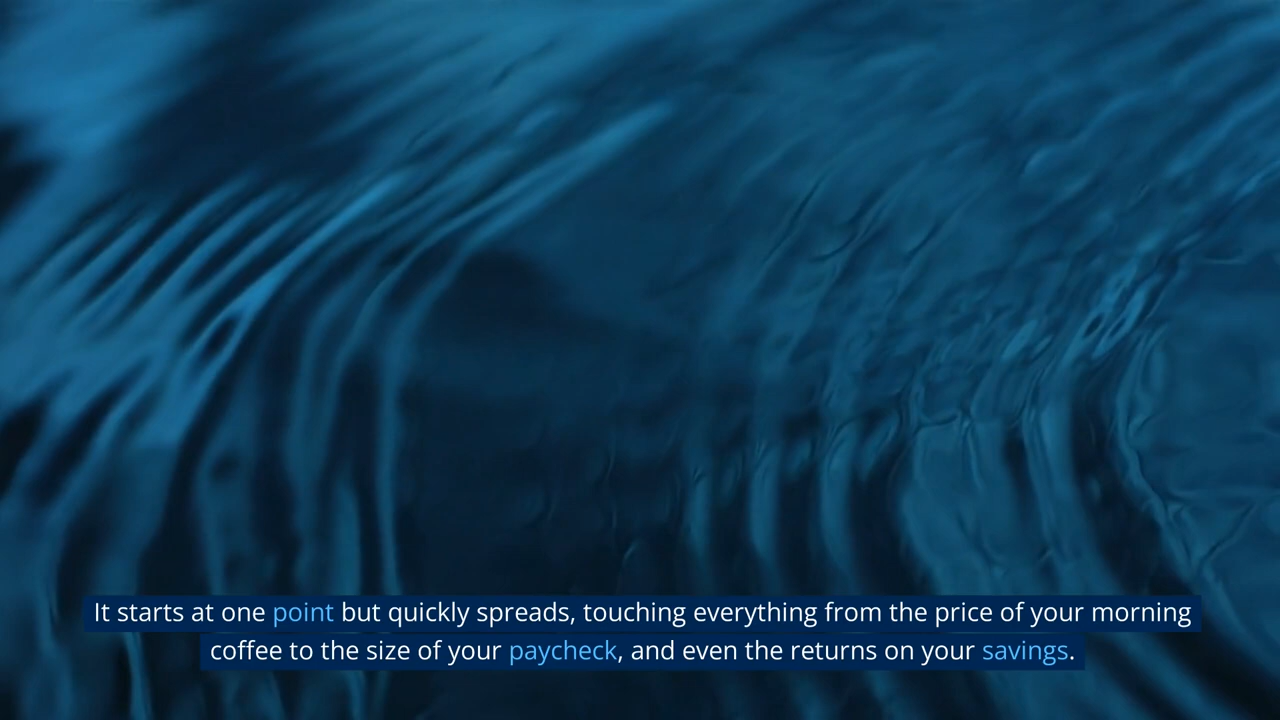 It starts at one point but quickly spreads, touching everything from the price of your morning
coffee to the size of your paycheck, and even the returns on your savings.